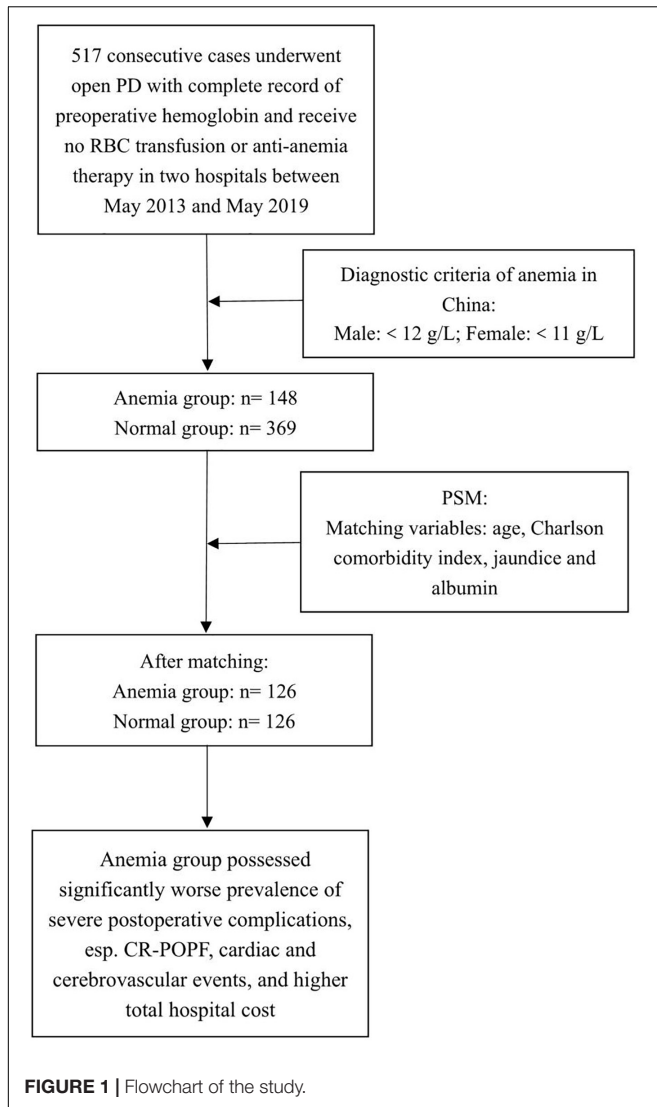 517 consecutive cases underwent
open PD with complete record of
preoperative hemoglobin and receive
no RBC transfusion or anti-anemia
therapy in two hospitals between
May 2013 and May 2019
Diagnostic criteria of anemia in
China:
Male: < 12 g/L; Female: < 11 g/L
Anemia group: n= 148
Normal group: n= 369
PSM:
Matching variables: age, Charlson
comorbidity index, jaundice and
albumin
After matching:
Anemia group: n= 126
Normal group: n= 126
Anemia group possessed
significantly worse prevalence of
severe postoperative complications,
esp. CR-POPF, cardiac and
cerebrovascular events, and higher
total hospital cost
FIGURE 1 | Flowchart of the study.